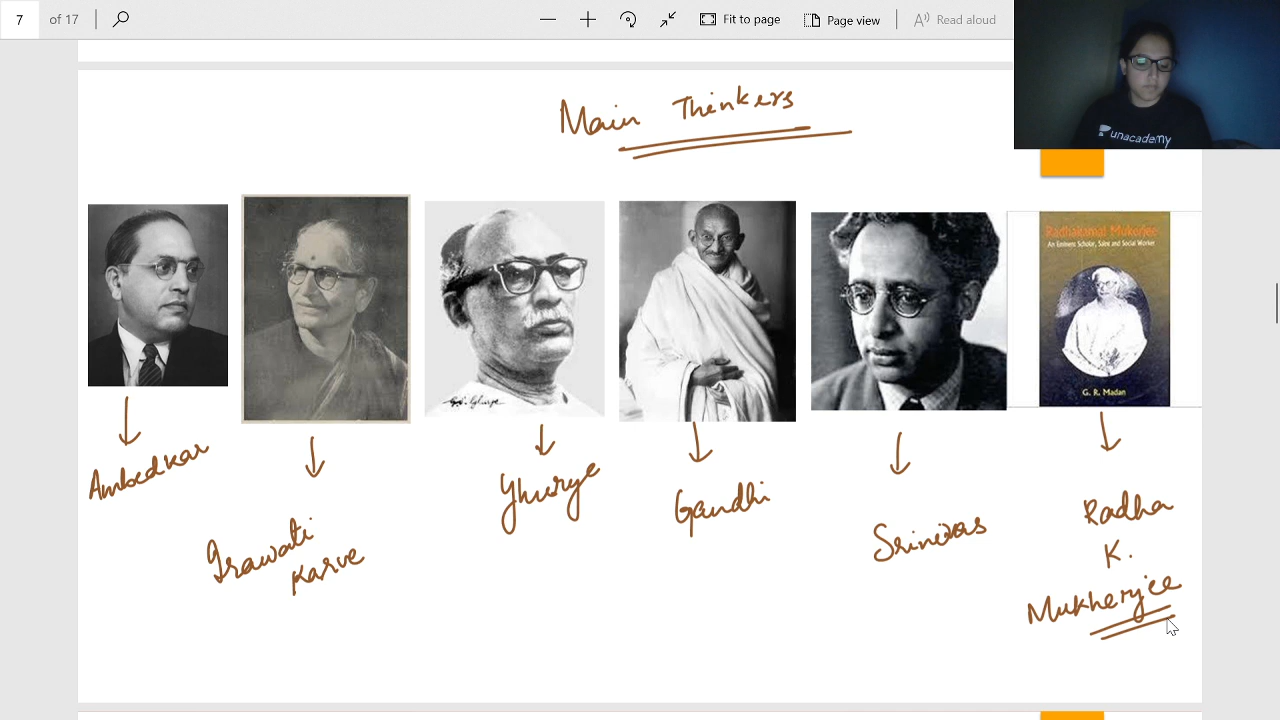 7 of 17
Fit to page
Page view
Read aloud
unacademy
Main Thinkers
Radhakamal Mukerjee
An Eminent Scholar, Saint and Social Worker
G. R. Madan
G.S. Ghurye
Ambedkar
Irawati
Karve
Ghurye
Gandhi
Srinivas
Radha
K.
Mukherjee